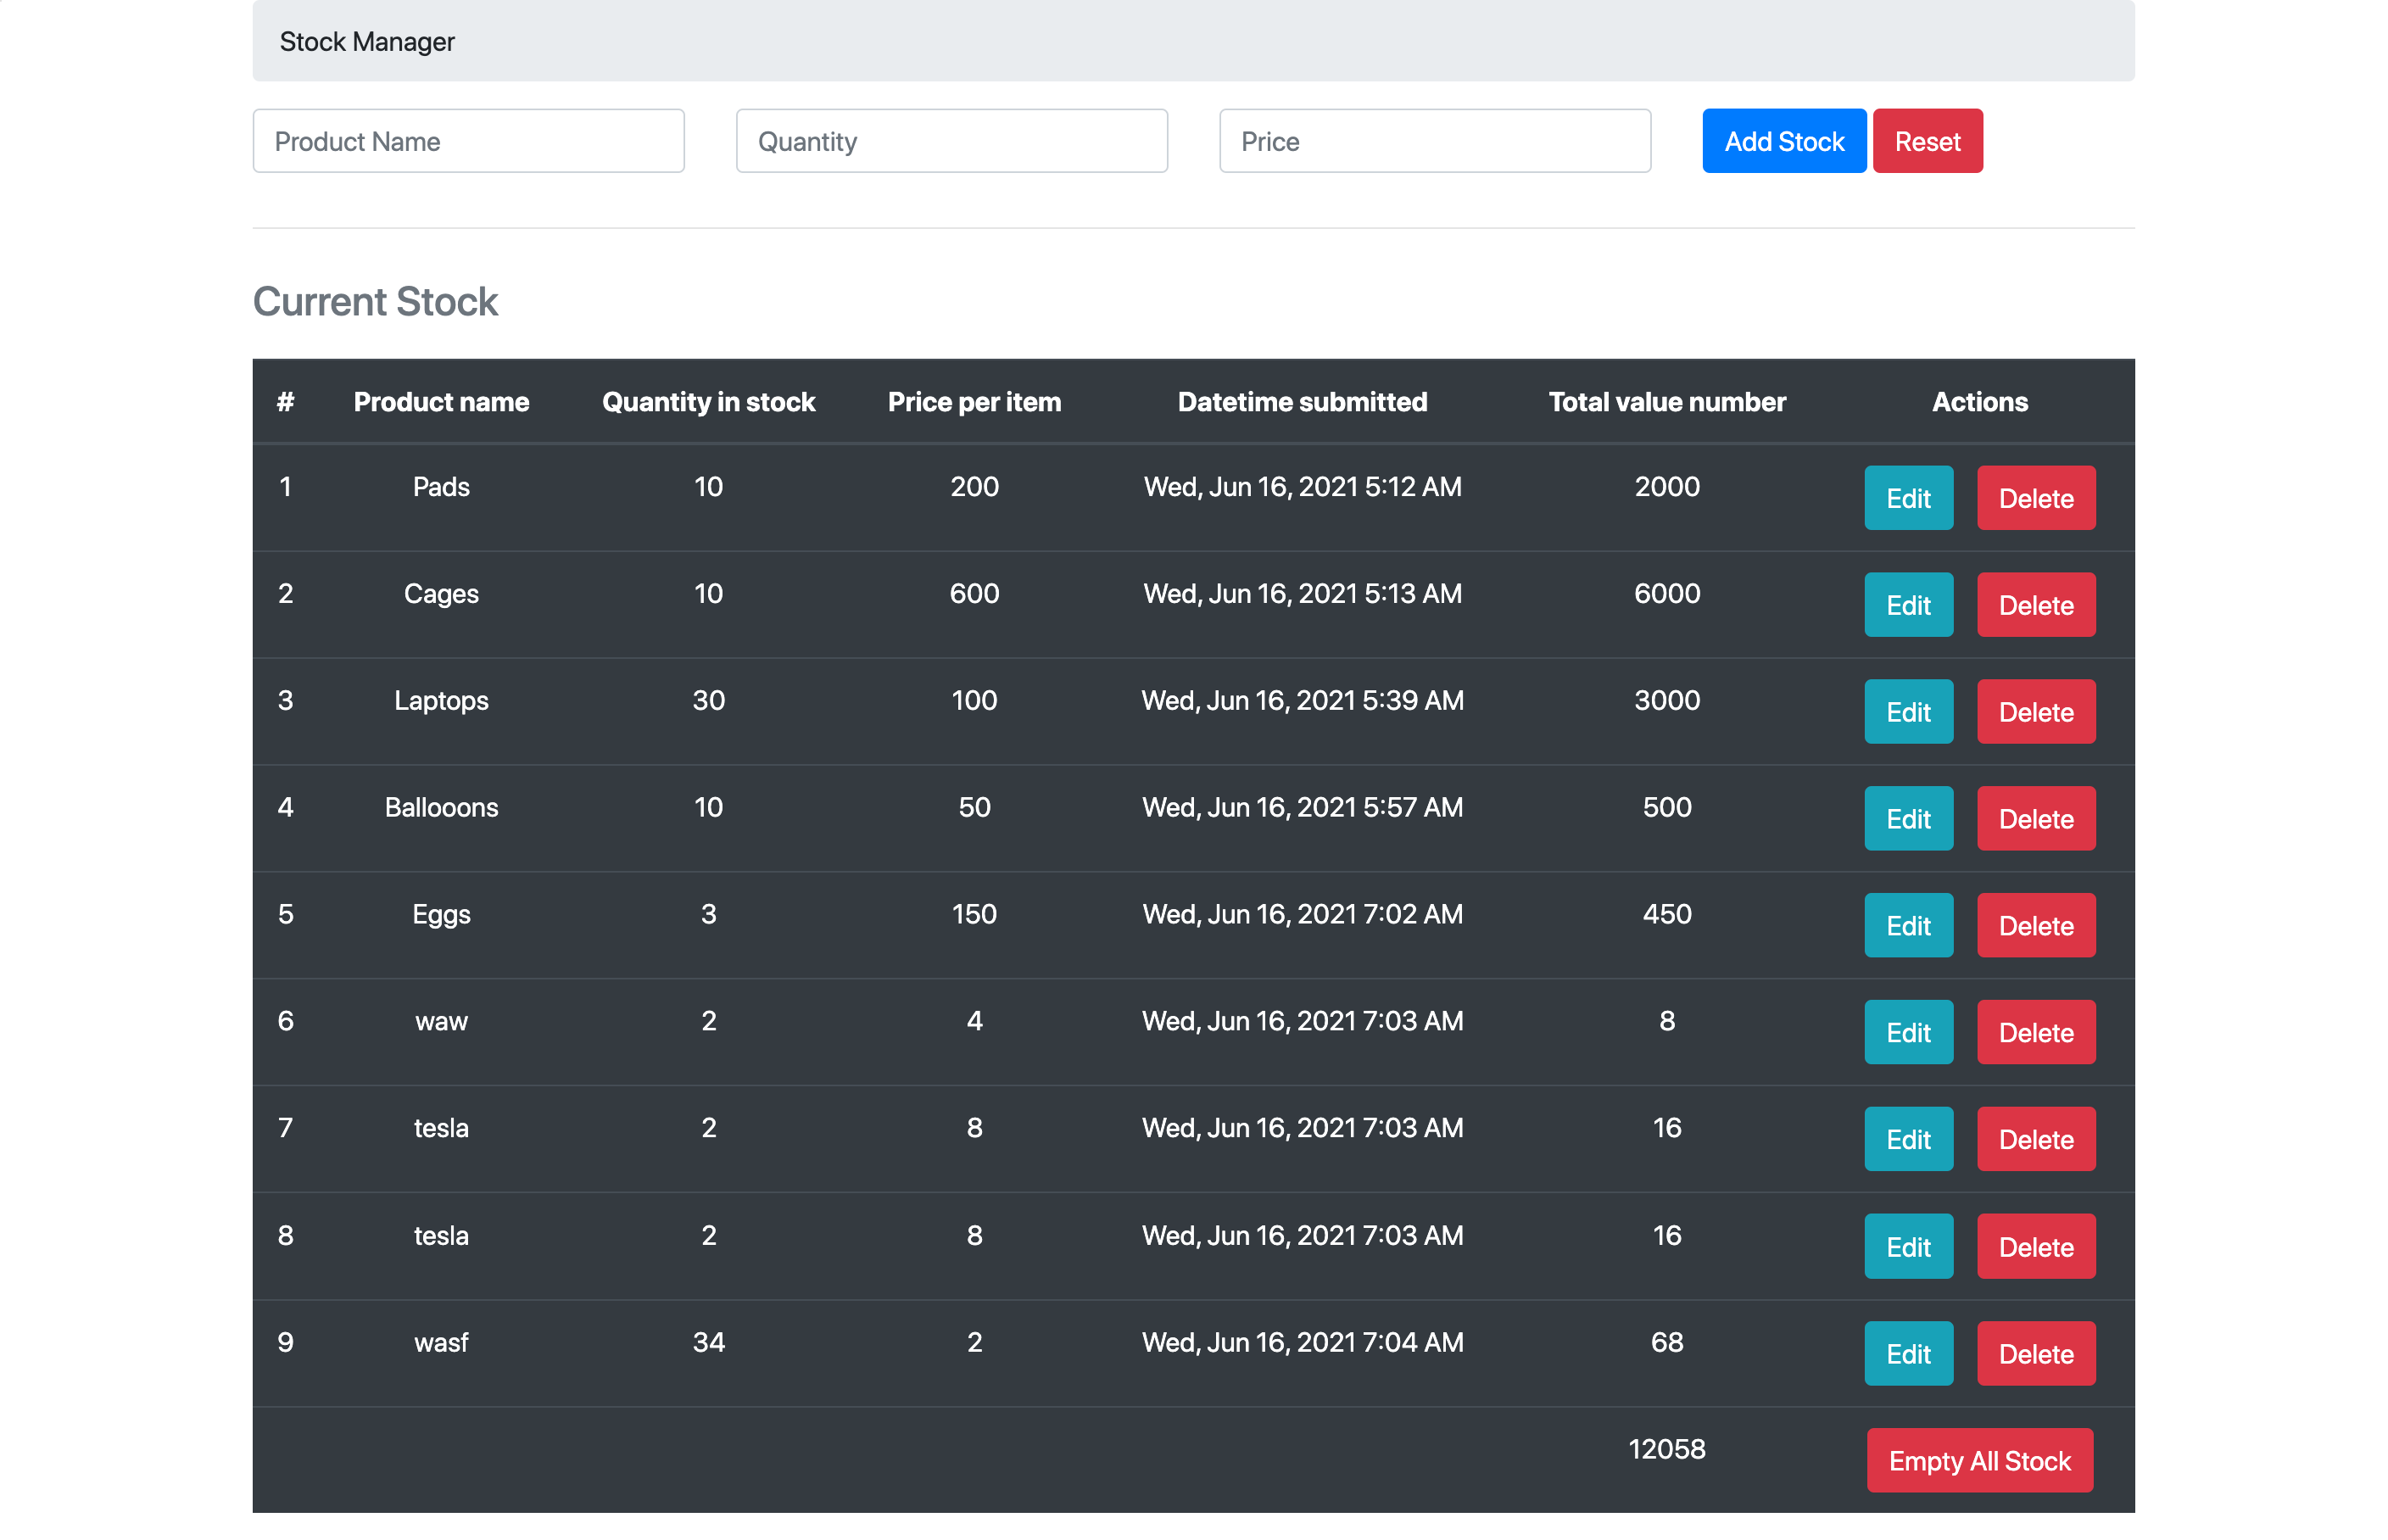 Stock Manager
Product Name Quantity Price Add Stock Reset
Current Stock
# Product name Quantity in stock Price per item Datetime submitted Total value number Actions
1 Pads 10 200 Wed, Jun 16, 2021 5:12 AM 2000 Edit Delete
2 Cages 10 600 Wed, Jun 16, 2021 5:13 AM 6000 Edit Delete
3 Laptops 30 100 Wed, Jun 16, 2021 5:39 AM 3000 Edit Delete
4 Ballooons 10 50 Wed, Jun 16, 2021 5:57 AM 500 Edit Delete
5 Eggs 3 150 Wed, Jun 16, 2021 7:02 AM 450 Edit Delete
6 waw 2 4 Wed, Jun 16, 2021 7:03 AM 8 Edit Delete
7 tesla 2 8 Wed, Jun 16, 2021 7:03 AM 16 Edit Delete
8 tesla 2 8 Wed, Jun 16, 2021 7:03 AM 16 Edit Delete
9 wasf 34 2 Wed, Jun 16, 2021 7:04 AM 68 Edit Delete
12058 Empty All Stock